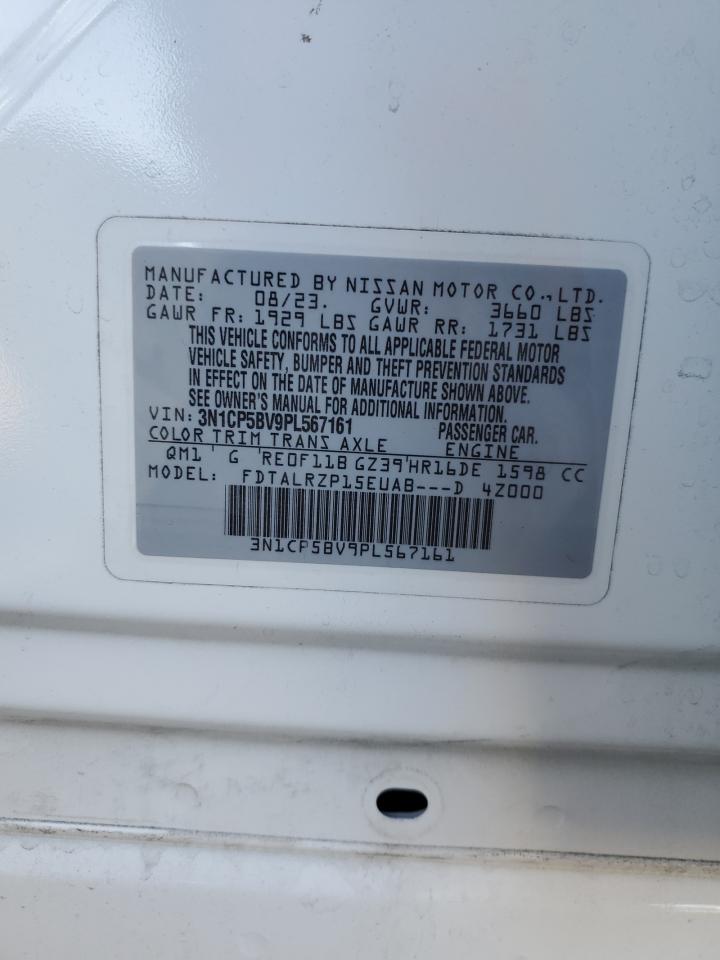 MANUFACTURED BY NISSAN MOTOR CO.,LTD.
DATE: 08/23. GVWR: 3660 LBS
GAWR FR: 1929 LBS GAWR RR: 1731 LBS
THIS VEHICLE CONFORMS TO ALL APPLICABLE FEDERAL MOTOR
VEHICLE SAFETY, BUMPER AND THEFT PREVENTION STANDARDS
IN EFFECT ON THE DATE OF MANUFACTURE SHOWN ABOVE.
SEE OWNER'S MANUAL FOR ADDITIONAL INFORMATION.
VIN: 3N1CP5BV9PL567161 PASSENGER CAR.
COLOR TRIM TRANS AXLE ENGINE
QM1 ' G 'RE0F11B GZ39'HR16DE 1598 CC
MODEL: FDTALRZP15EUAB---D 4Z000
3N1CP5BV9PL567161